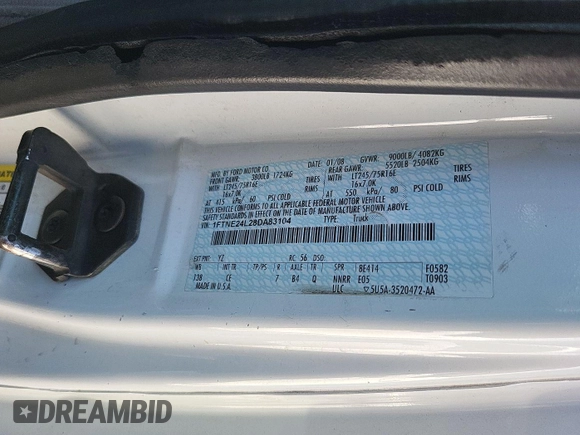 MFG. BY FORD MOTOR CO.
01/08 GVWR 9000LB/ 4082KG
FRONT GAWR: 3800LB 1724KG REAR GAWR: 5520LB 2504KG
WITH TIRES WITH TIRES
LT245/75R16E LT245/75R16E
16x7.0K RIMS 16x7.0K RIMS
AT 415 kPa/ 60 PSI COLD AT 550 kPa/ 80 PSI COLD
THIS VEHICLE CONFORMS TO ALL APPLICABLE FEDERAL MOTOR VEHICLE
SAFETY STANDARDS IN EFFECT ON THE DATE OF MANUFACTURE SHOWN ABOVE.
VIN: 1FTNE24L28DA83104 TYPE: Truck
EXT PNT: YZ RC: 56 DSO:
WB INT TR TP/PS R AXLE TR SPR 8E414 F0582
138 CE 7 B4 Q NNRR E05 T0903
MADE IN U.S.A. ULC 5U5A-3520472-AA
DREAMBID